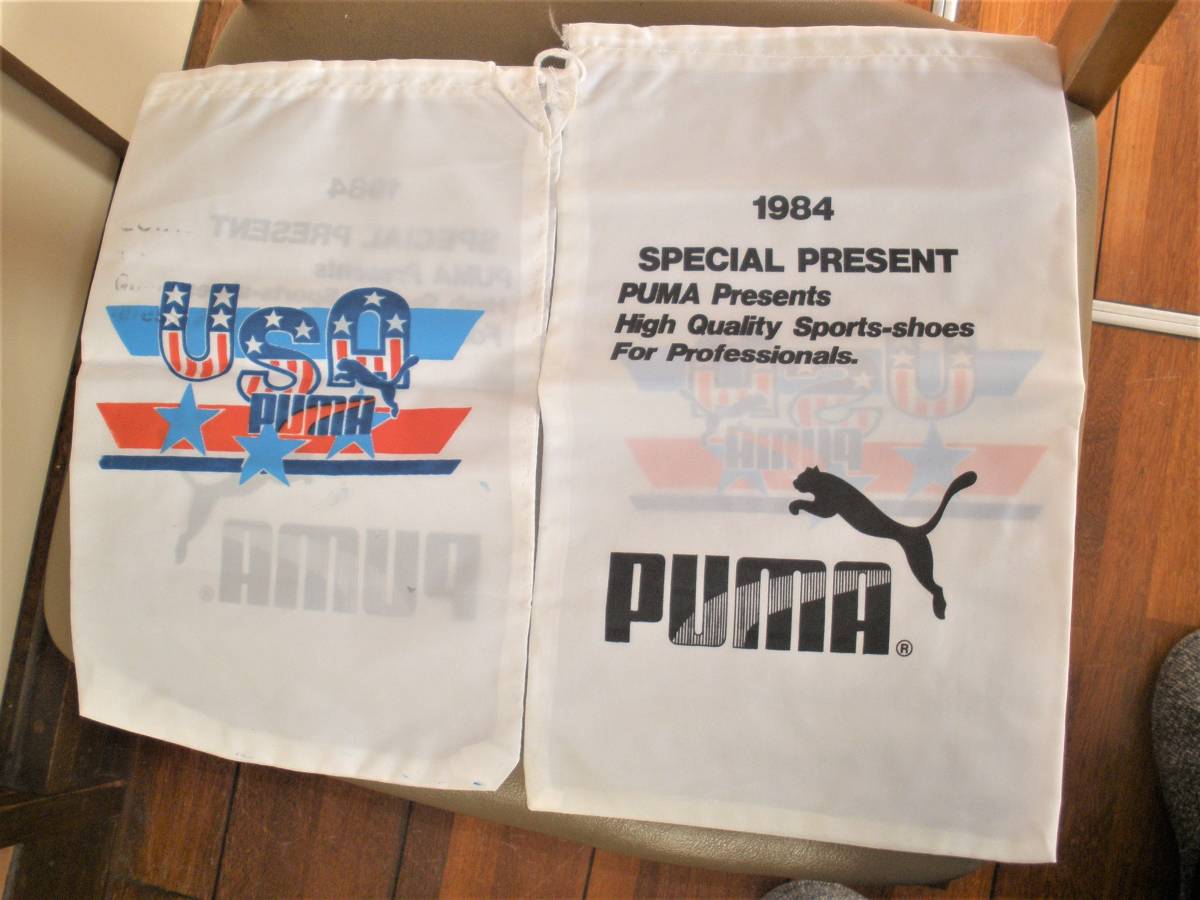 USA
PUMA
1984
SPECIAL PRESENT
PUMA Presents
High Quality Sports-shoes
For Professionals.
PUMA®